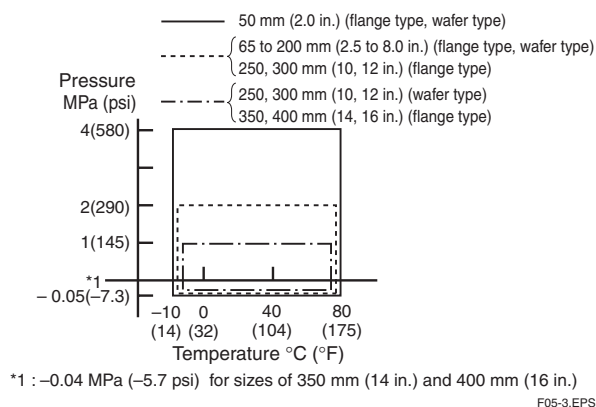 50 mm (2.0 in.) (flange type, wafer type)
65 to 200 mm (2.5 to 8.0 in.) (flange type, wafer type)
250, 300 mm (10, 12 in.) (flange type)
250, 300 mm (10, 12 in.) (wafer type)
350, 400 mm (14, 16 in.) (flange type)
Pressure
MPa (psi)
4(580)
2(290)
1(145)
*1
– 0.05(–7.3)
–10 0 40 80
(14) (32) (104) (175)
Temperature °C (°F)
*1 : –0.04 MPa (–5.7 psi) for sizes of 350 mm (14 in.) and 400 mm (16 in.)
F05-3.EPS